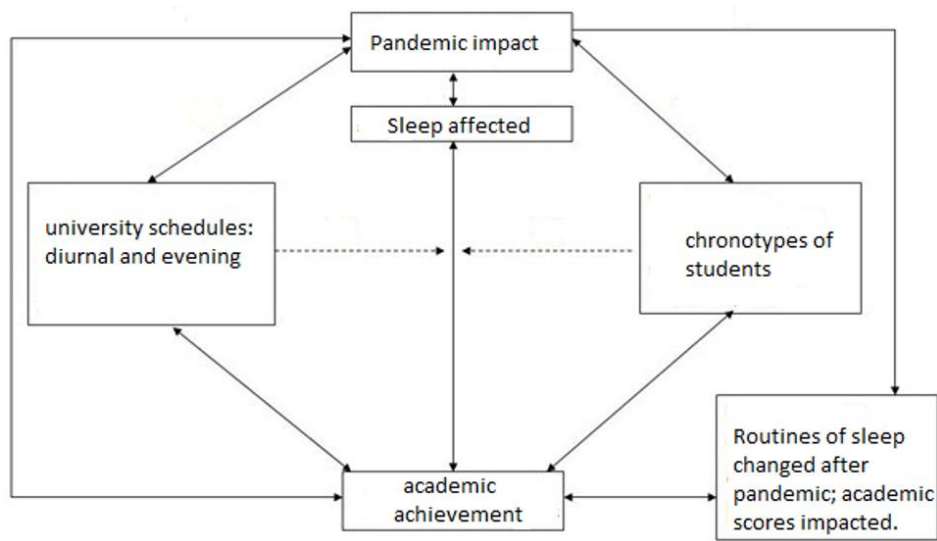 Pandemic impact
Sleep affected
university schedules:
diurnal and evening
chronotypes of
students
Routines of sleep
changed after
pandemic; academic
scores impacted.
academic
achievement